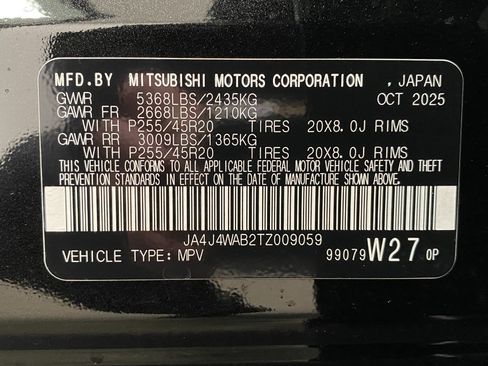 MFD.BY MITSUBISHI MOTORS CORPORATION , JAPAN
GVWR 5368LBS/2435KG OCT 2025
GAWR FR 2668LBS/1210KG
WITH P255/45R20 TIRES 20X8.0J RIMS
GAWR RR 3009LBS/1365KG
WITH P255/45R20 TIRES 20X8.0J RIMS
THIS VEHICLE CONFORMS TO ALL APPLICABLE FEDERAL MOTOR VEHICLE SAFETY AND THEFT
PREVENTION STANDARDS IN EFFECT ON THE DATE OF MANUFACTURE SHOWN ABOVE.
JA4J4WAB2TZ009059
VEHICLE TYPE: MPV 99079 W27 0P